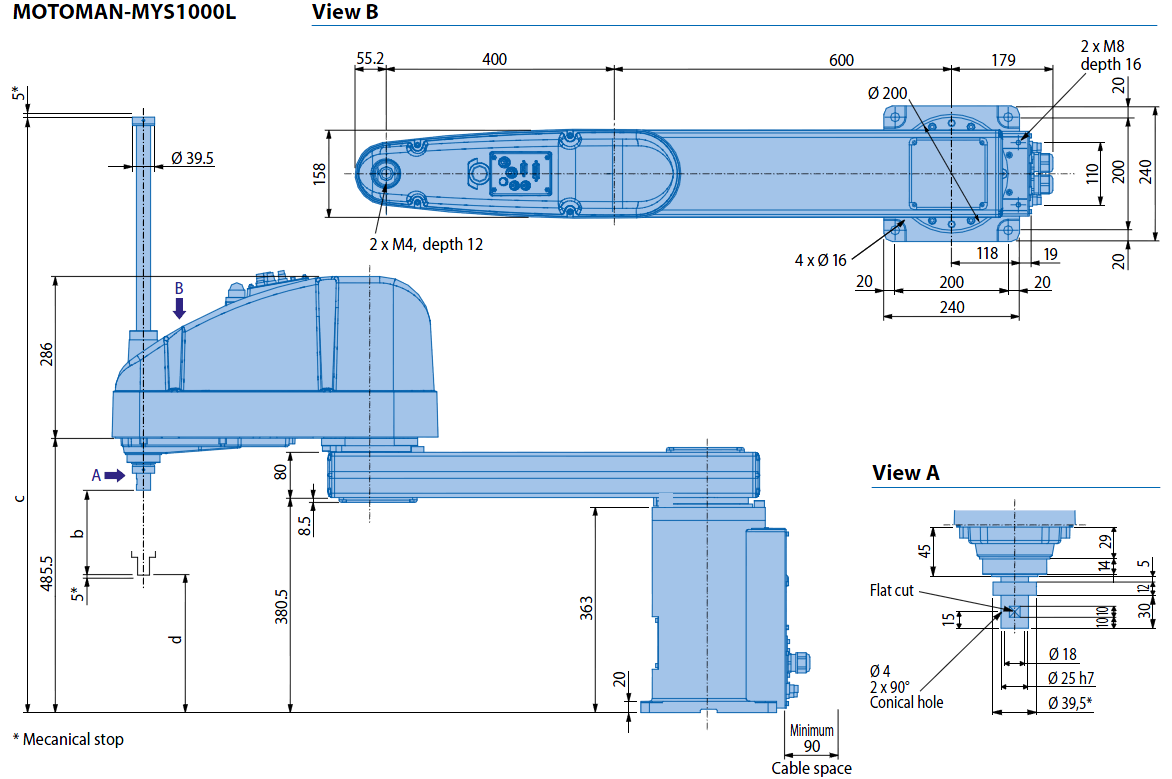 MOTOMAN-MYS1000L
View B
55.2
400
600
179
2 x M8
depth 16
20
Ø 200
158
110
200
240
2 x M4, depth 12
4 x Ø 16
118
19
20
20
200
20
240
5*
Ø 39.5
B
286
A
c
b
5*
485.5
d
80
8.5
380.5
363
20
Minimum
90
Cable space
* Mecanical stop
View A
45
29
14
5
12
30
10
10
15
Flat cut
Ø 4
2 x 90°
Conical hole
Ø 18
Ø 25 h7
Ø 39,5*